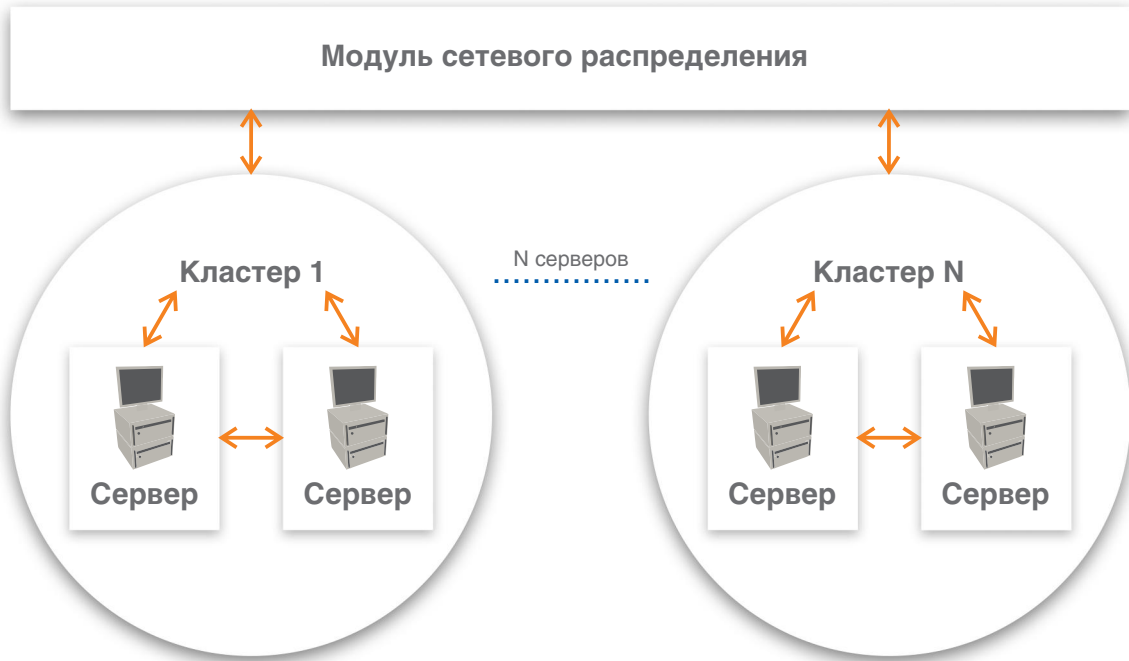 Модуль сетевого распределения
N серверов
Кластер 1
Кластер N
Сервер
Сервер
Сервер
Сервер